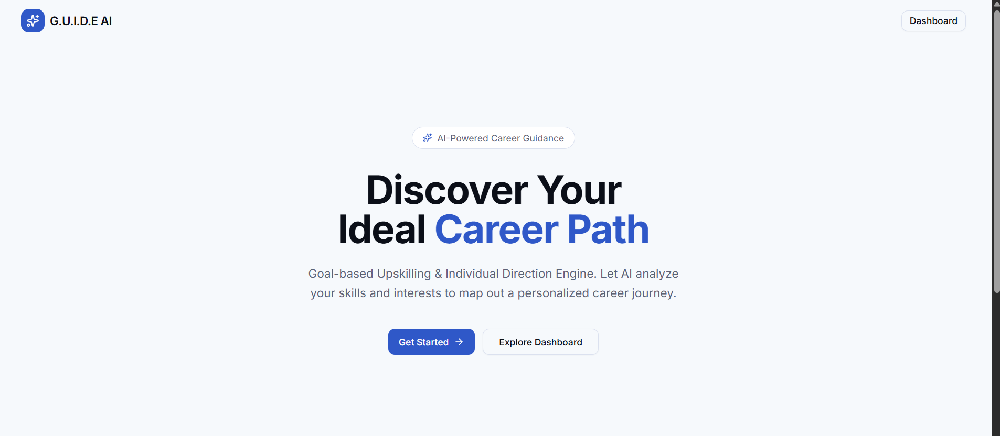 G.U.I.D.E AI
Dashboard
AI-Powered Career Guidance
Discover Your
Ideal Career Path
Goal-based Upskilling & Individual Direction Engine. Let AI analyze
your skills and interests to map out a personalized career journey.
Get Started →
Explore Dashboard